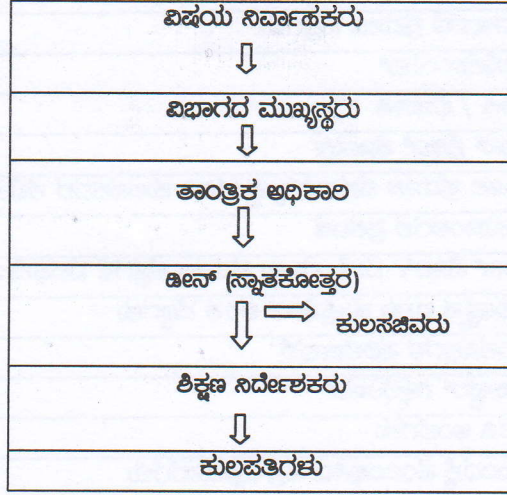 ವಿಷಯ ನಿರ್ವಾಹಕರು
ವಿಭಾಗದ ಮುಖ್ಯಸ್ಥರು
ತಾಂತ್ರಿಕ ಅಧಿಕಾರಿ
ಡೀನ್ (ಸ್ನಾತಕೋತ್ತರ)
ಕುಲಸಚಿವರು
ಶಿಕ್ಷಣ ನಿರ್ದೇಶಕರು
ಕುಲಪತಿಗಳು